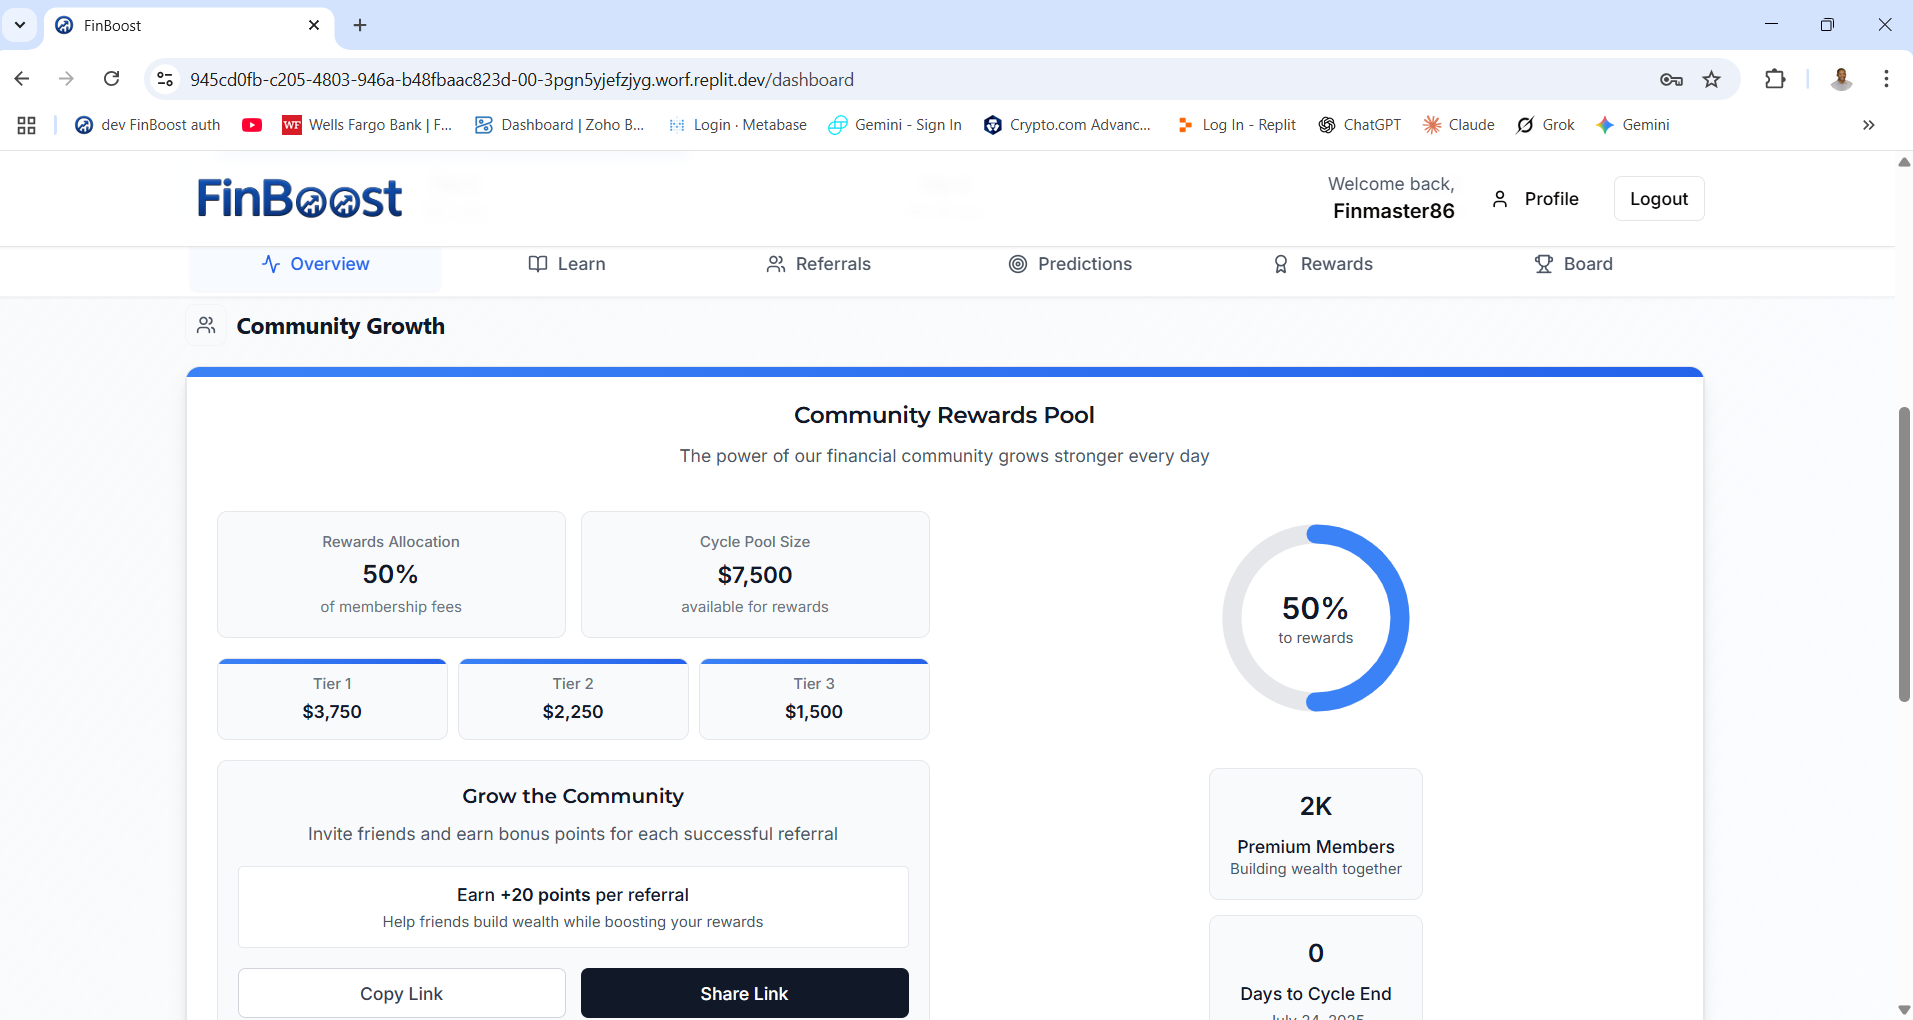 FinBoost
945cd0fb-c205-4803-946a-b48fbaac823d-00-3pgn5yjefzjyg.worf.replit.dev/dashboard
dev FinBoost auth
WF Wells Fargo Bank | F...
Dashboard | Zoho B...
Login · Metabase
Gemini - Sign In
Crypto.com Advanc...
Log In - Replit
ChatGPT
Claude
Grok
Gemini
FinBoost
Welcome back,
Finmaster86
Profile
Logout
Overview
Learn
Referrals
Predictions
Rewards
Board
Community Growth
Community Rewards Pool
The power of our financial community grows stronger every day
Rewards Allocation
50%
of membership fees
Cycle Pool Size
$7,500
available for rewards
50%
to rewards
Tier 1
$3,750
Tier 2
$2,250
Tier 3
$1,500
Grow the Community
Invite friends and earn bonus points for each successful referral
Earn +20 points per referral
Help friends build wealth while boosting your rewards
Copy Link
Share Link
2K
Premium Members
Building wealth together
0
Days to Cycle End
July 24, 2025